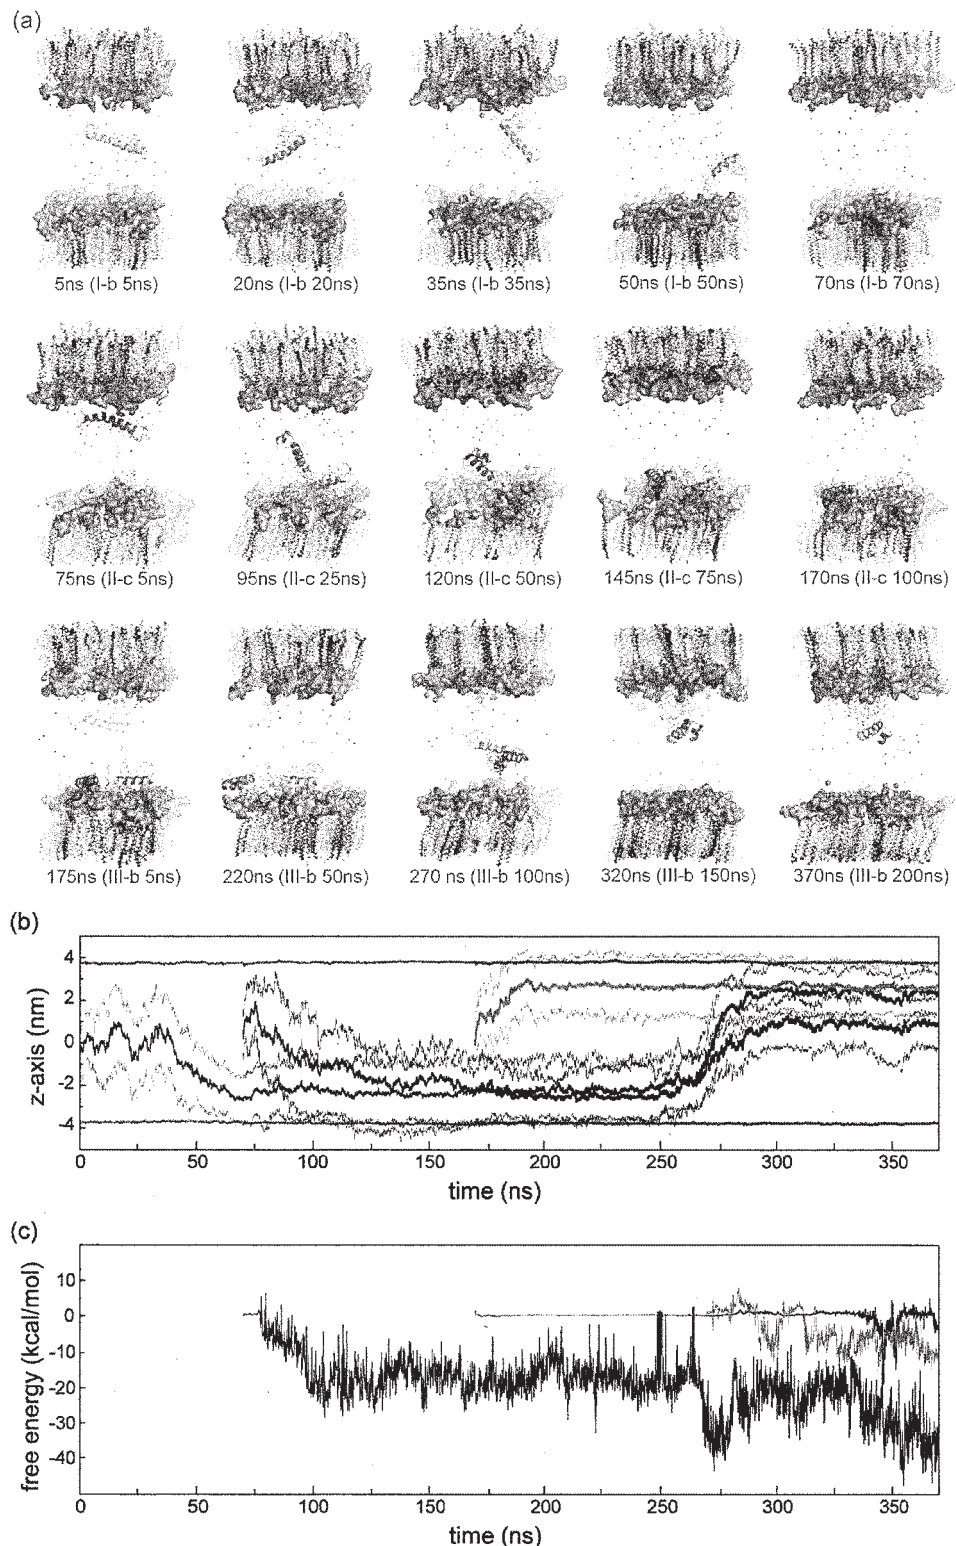 (a)
5ns (I-b 5ns) 20ns (I-b 20ns) 35ns (I-b 35ns) 50ns (I-b 50ns) 70ns (I-b 70ns)
75ns (II-c 5ns) 95ns (II-c 25ns) 120ns (II-c 50ns) 145ns (II-c 75ns) 170ns (II-c 100ns)
175ns (III-b 5ns) 220ns (III-b 50ns) 270 ns (III-b 100ns) 320ns (III-b 150ns) 370ns (III-b 200ns)
(b)
z-axis (nm)
4
2
0
-2
-4
0 50 100 150 200 250 300 350
time (ns)
(c)
free energy (kcal/mol)
10
0
-10
-20
-30
-40
0 50 100 150 200 250 300 350
time (ns)